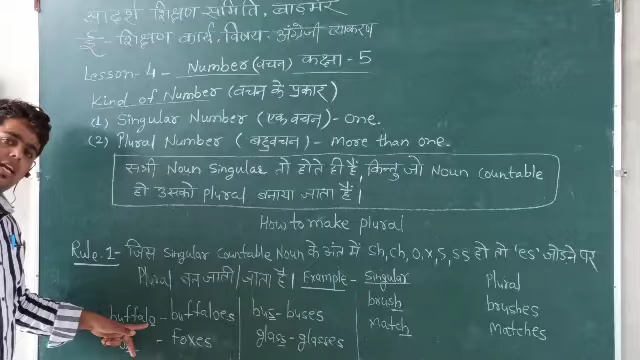 आदर्श शिक्षण समिति, बाड़मेर
ई-शिक्षण कार्य, विषय- अंग्रेजी व्याकरण
Lesson-4 - Number (वचन) कक्षा - 5
Kind of Number (वचन के प्रकार)
(1) Singular Number (एक वचन) - One.
(2) Plural Number ( बहुवचन) - More than one.
सभी Noun Singular तो होते ही हैं, किन्तु जो Noun Countable
हो उसको Plural बनाया जाता है।
How to make plural
Rule.1- जिस Singular Countable Noun के अंत में Sh, Ch, O, X, S, SS हो तो 'es' जोड़ने पर
Plural बन जाती/जाता है। Example - Singular Plural
buffalo - buffaloes bus - buses brush brushes
- foxes glass - glasses match matches